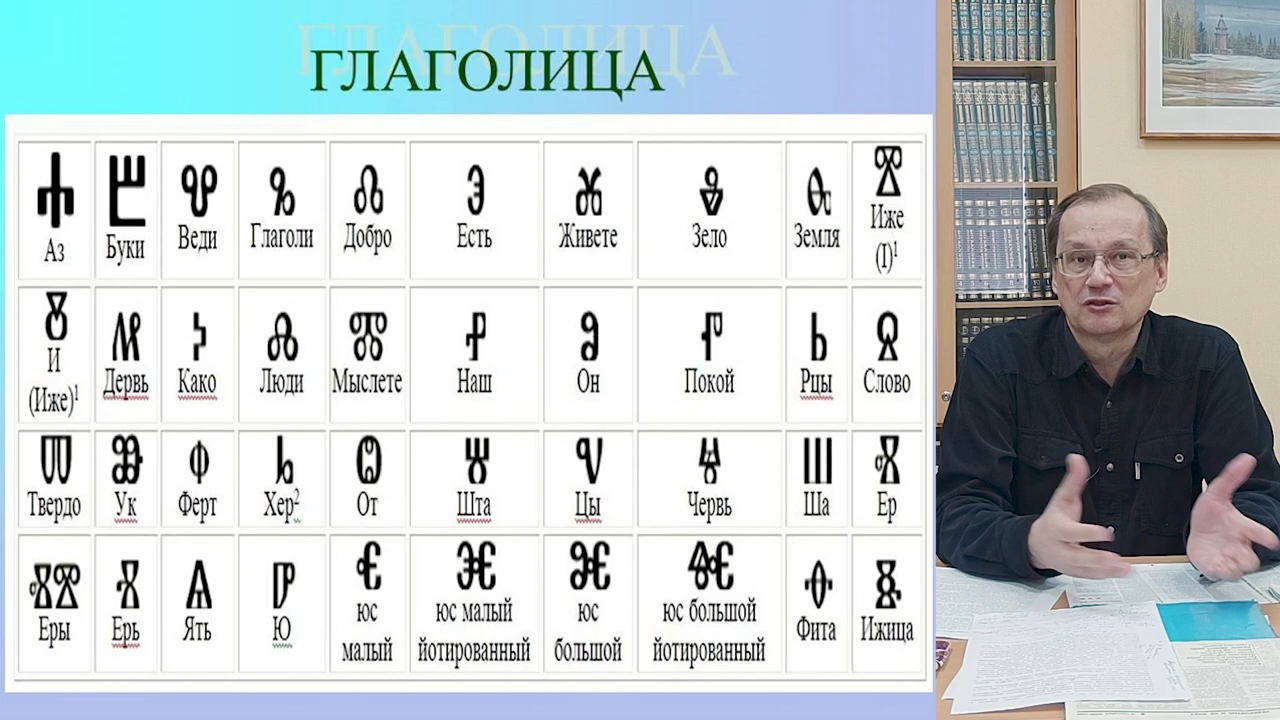 ГЛАГОЛИЦА
Ⰰ Ⰱ Ⰲ Ⰳ Ⰴ Ⰵ Ⰶ Ⰷ Ⰸ Ⰹ
Аз Буки Веди Глаголи Добро Есть Живете Зело Земля Иже
(I)¹
Ⰻ Ⰼ Ⰽ Ⰾ Ⰿ Ⱀ Ⱁ Ⱂ Ⱃ Ⱄ
И Дервь Како Люди Мыслете Наш Он Покой Рцы Слово
(Иже)¹
Ⱅ Ⱆ Ⱇ Ⱈ Ⱉ Ⱋ Ⱌ Ⱍ Ⱎ Ⱏ
Твердо Ук Ферт Хер² От Шта Цы Червь Ша Ер
Ⱏⰹ Ⱐ Ⱑ Ⱓ Ⱔ Ⱗ Ⱘ Ⱙ Ⱚ Ⱛ
Еры Ерь Ять Ю юс юс малый юс юс большой Фита Ижица
малый йотированный большой йотированный